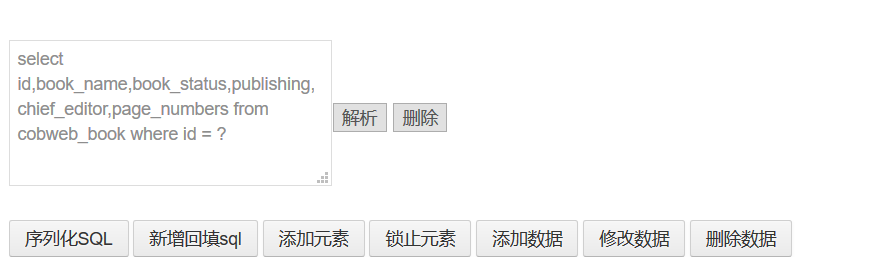 select
id,book_name,book_status,publishing,
chief_editor,page_numbers from
cobweb_book where id = ?
解析 删除
序列化SQL 新增回填sql 添加元素 锁止元素 添加数据 修改数据 删除数据